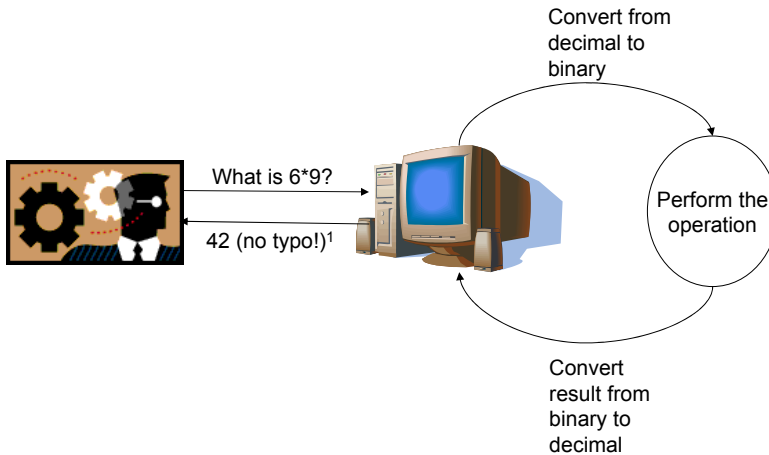 Convert from
decimal to
binary
What is 6*9?
42 (no typo!)¹
Perform the
operation
Convert
result from
binary to
decimal